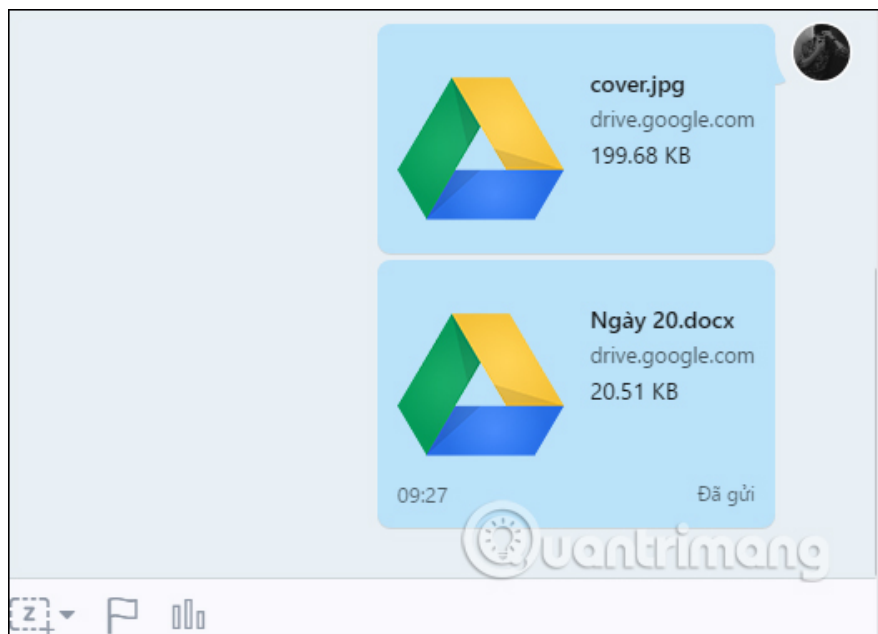 cover.jpg
drive.google.com
199.68 KB
Ngày 20.docx
drive.google.com
20.51 KB
09:27
Đã gửi
Quantrimang
Z